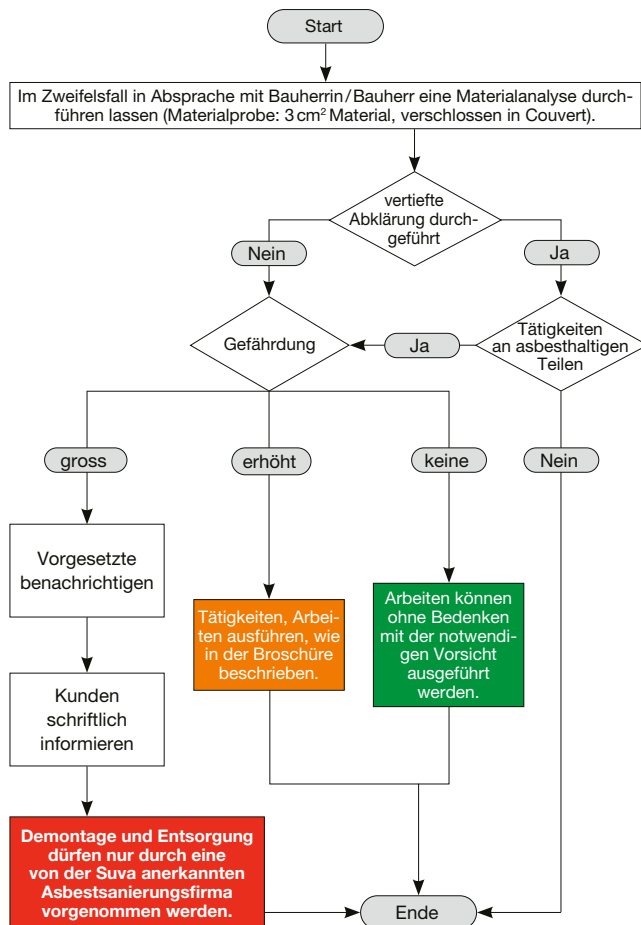 Start
Im Zweifelsfall in Absprache mit Bauherrin/Bauherr eine Materialanalyse durch-
führen lassen (Materialprobe: 3 cm² Material, verschlossen in Couvert).
vertiefte
Abklärung durch-
geführt
Nein
Ja
Gefährdung
Ja
Tätigkeiten
an asbesthaltigen
Teilen
gross
erhöht
keine
Nein
Vorgesetzte
benachrichtigen
Tätigkeiten, Arbei-
ten ausführen, wie
in der Broschüre
beschrieben.
Arbeiten können
ohne Bedenken
mit der notwendi-
gen Vorsicht
ausgeführt
werden.
Kunden
schriftlich
informieren
Demontage und Entsorgung
dürfen nur durch eine
von der Suva anerkannten
Asbestsanierungsfirma
vorgenommen werden.
Ende